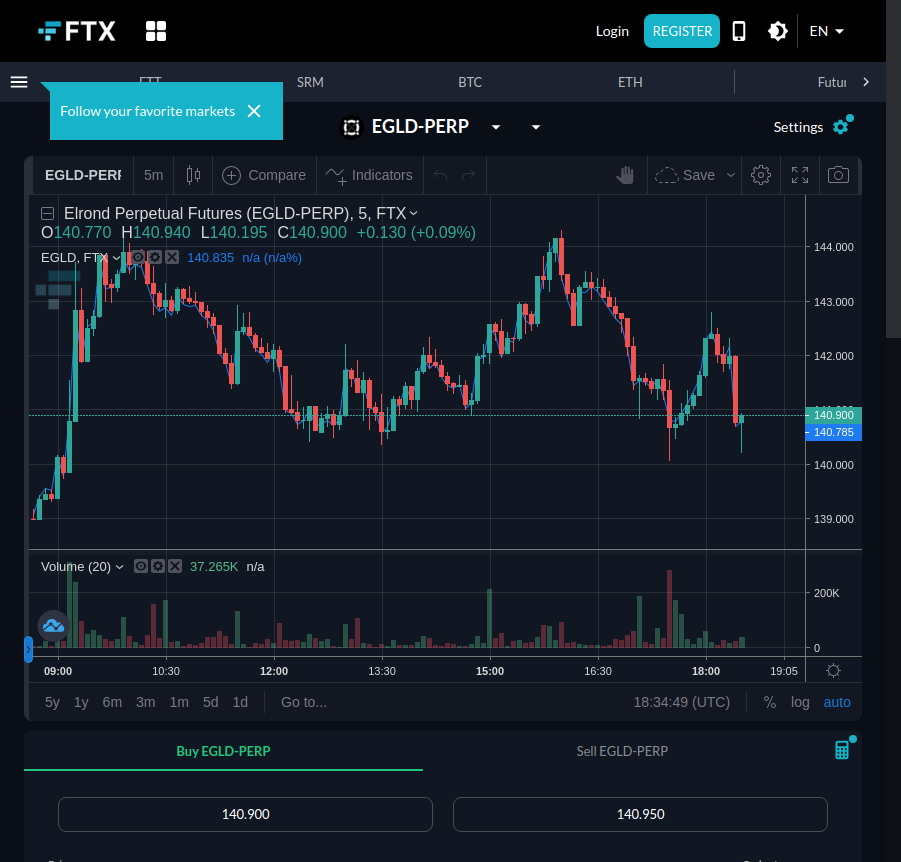 FTX
Login
REGISTER
EN
FTT
SRM
BTC
ETH
Futur
Follow your favorite markets
EGLD-PERP
Settings
EGLD-PERP
5m
Compare
Indicators
Save
Elrond Perpetual Futures (EGLD-PERP), 5, FTX
O140.770 H140.940 L140.195 C140.900 +0.130 (+0.09%)
EGLD, FTX
140.835 n/a (n/a%)
144.000
143.000
142.000
140.900
140.785
140.000
139.000
Volume (20)
37.265K n/a
200K
0
09:00
10:30
12:00
13:30
15:00
16:30
18:00
19:05
5y 1y 6m 3m 1m 5d 1d
Go to...
18:34:49 (UTC)
%
log
auto
Buy EGLD-PERP
Sell EGLD-PERP
140.900
140.950